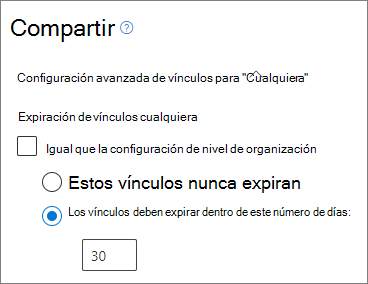 Compartir ?
Configuración avanzada de vínculos para "Cualquiera"
Expiración de vínculos cualquiera
Igual que la configuración de nivel de organización
Estos vínculos nunca expiran
Los vínculos deben expirar dentro de este número de días:
30